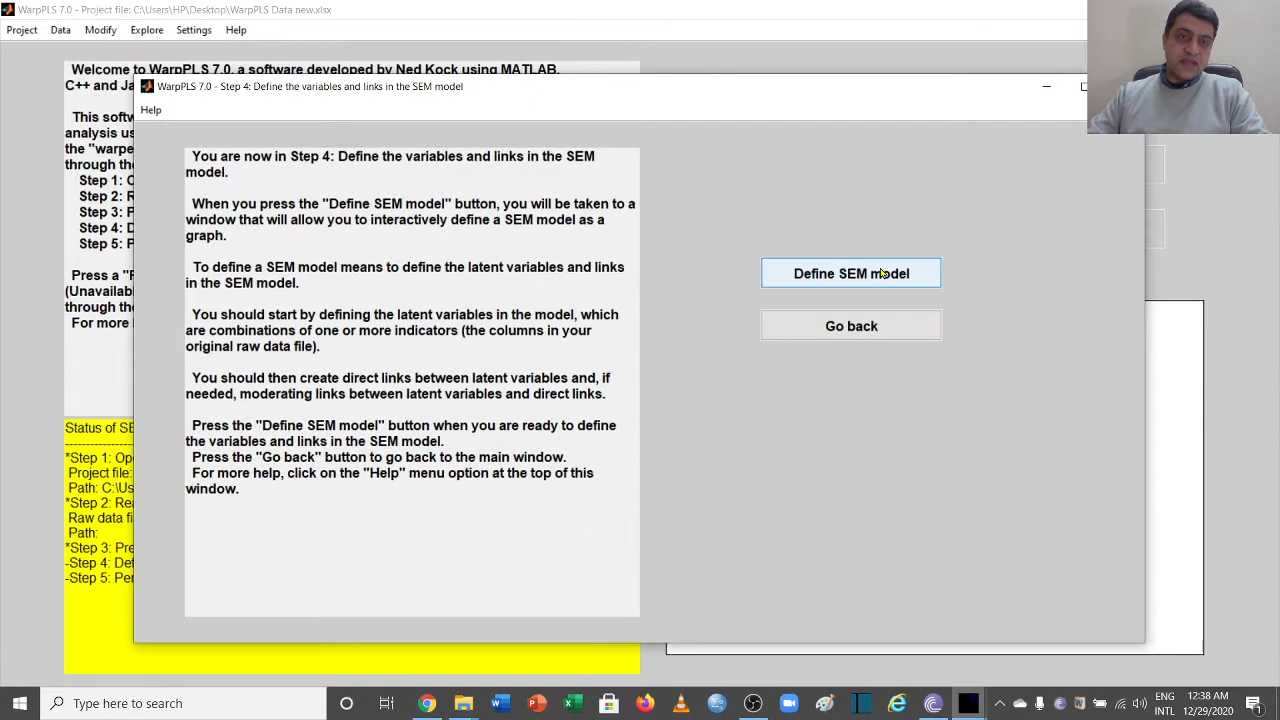 WarpPLS 7.0 - Project file: C:\Users\HP\Desktop\WarpPLS Data new.xlsx
Project Data Modify Explore Settings Help
Welcome to WarpPLS 7.0, a software developed by Ned Kock using MATLAB,
C++ and
This
analysis
the "warpe
through
Step 1:
Step 2:
Step 3:
Step 4:
Step 5:
Press a
(Unavailab
through
For more
Status of
*Step 1:
Project file:
Path:
*Step 2:
Raw data
Path:
*Step 3:
-Step 4:
-Step 5:
WarpPLS 7.0 - Step 4: Define the variables and links in the SEM model
Help
You are now in Step 4: Define the variables and links in the SEM
model.
When you press the "Define SEM model" button, you will be taken to a
window that will allow you to interactively define a SEM model as a
graph.
To define a SEM model means to define the latent variables and links
in the SEM model.
You should start by defining the latent variables in the model, which
are combinations of one or more indicators (the columns in your
original raw data file).
You should then create direct links between latent variables and, if
needed, moderating links between latent variables and direct links.
Press the "Define SEM model" button when you are ready to define
the variables and links in the SEM model.
Press the "Go back" button to go back to the main window.
For more help, click on the "Help" menu option at the top of this
window.
Define SEM model
Go back
Type here to search
ENG
INTL
12:38 AM
12/29/2020